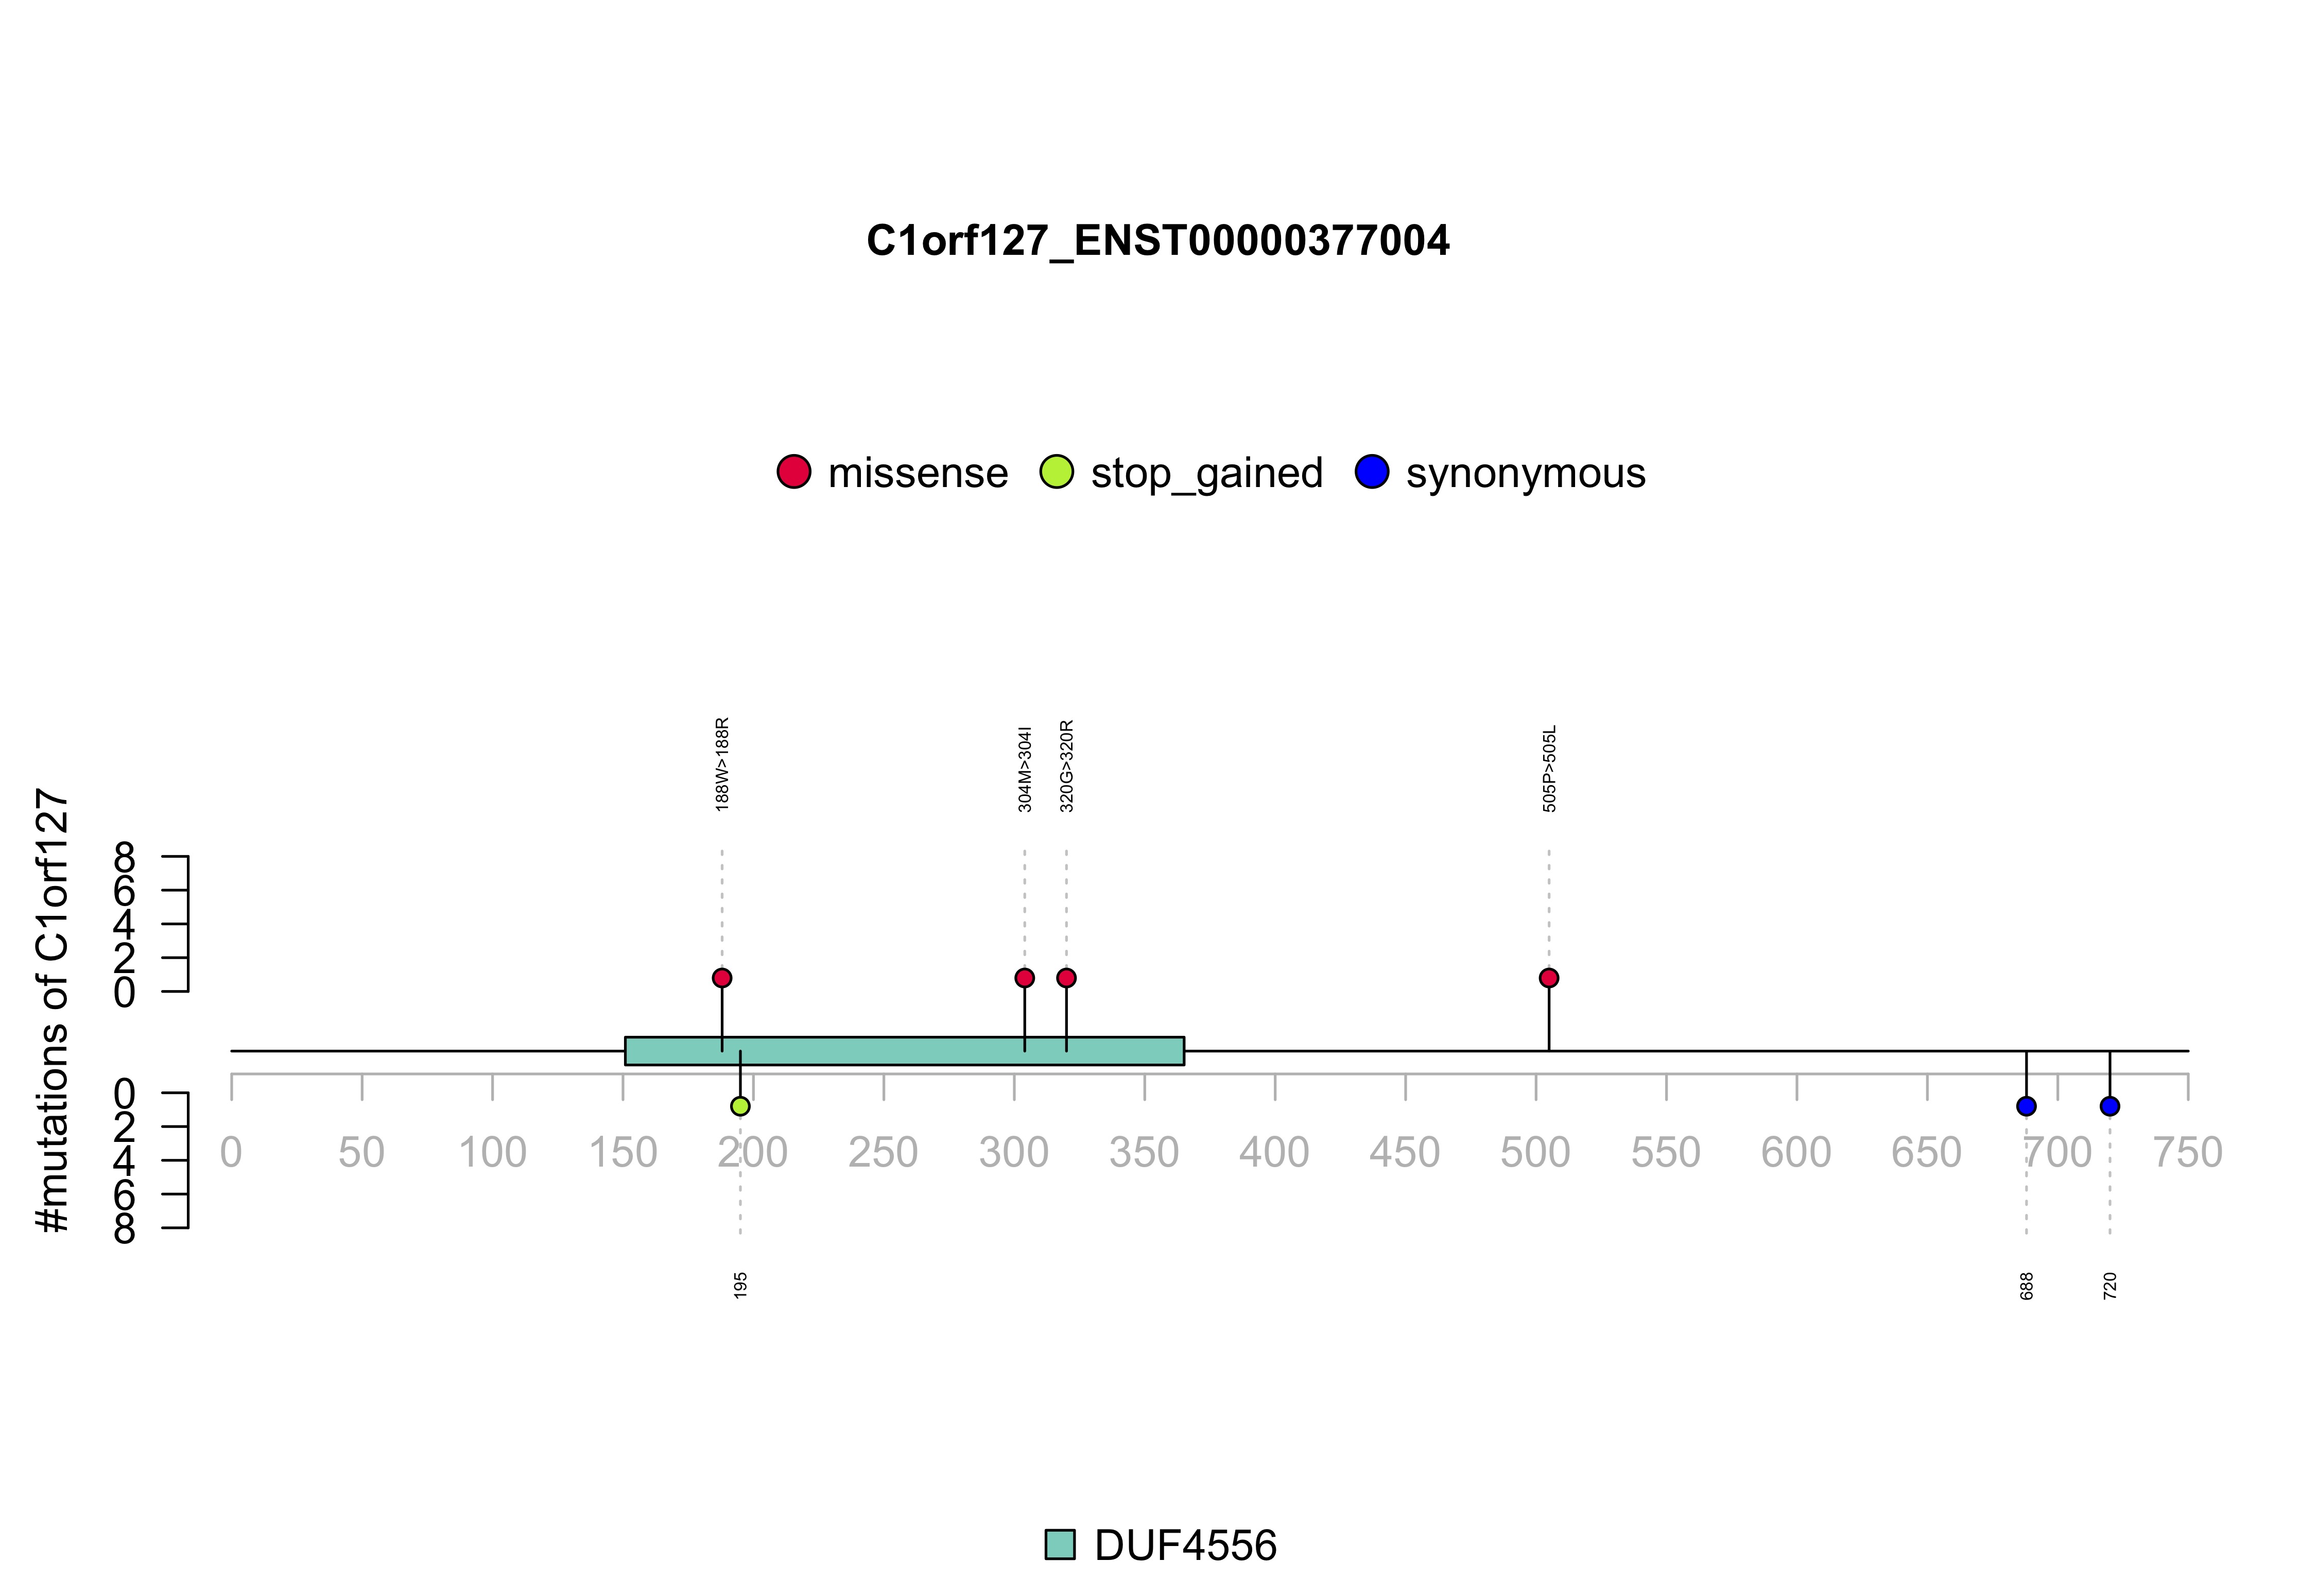 C1orf127_ENST00000377004
missense stop_gained synonymous
188W>188R 304M>304I 320G>320R 505P>505L
#mutations of C1orf127
8
6
4
2
0
0
2
4
6
8
0 50 100 150 200 250 300 350 400 450 500 550 600 650 700 750
195 688 720
DUF4556